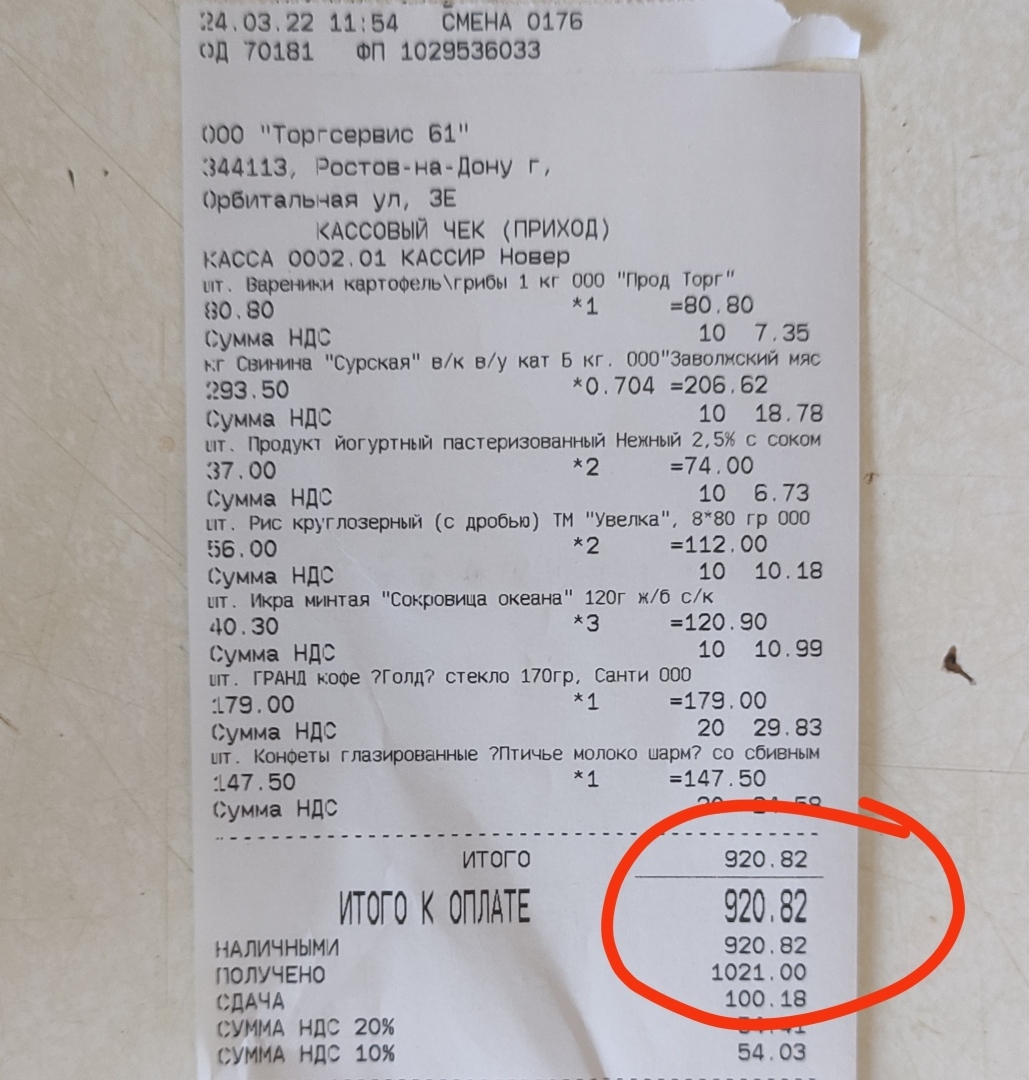 24.03.22 11:54 СМЕНА 0176
ОД 70181 ФП 1029536033
ООО "Торгсервис 61"
344113, Ростов-на-Дону г,
Орбитальная ул, 3Е
КАССОВЫЙ ЧЕК (ПРИХОД)
КАССА 0002.01 КАССИР Новер
шт. Вареники картофель\грибы 1 кг ООО "Прод Торг"
80.80 *1 =80.80
Сумма НДС 10 7.35
кг Свинина "Сурская" в/к в/у кат Б кг. ООО"Заволжский мяс
293.50 *0.704 =206.62
Сумма НДС 10 18.78
шт. Продукт йогуртный пастеризованный Нежный 2,5% с соком
37.00 *2 =74.00
Сумма НДС 10 6.73
шт. Рис круглозерный (с дробью) ТМ "Увелка", 8*80 гр ООО
56.00 *2 =112.00
Сумма НДС 10 10.18
шт. Икра минтая "Сокровища океана" 120г ж/б с/к
40.30 *3 =120.90
Сумма НДС 10 10.99
шт. ГРАНД кофе ?Голд? стекло 170гр, Санти ООО
179.00 *1 =179.00
Сумма НДС 20 29.83
шт. Конфеты глазированные ?Птичье молоко шарм? со сбивным
147.50 *1 =147.50
Сумма НДС
ИТОГО 920.82
ИТОГО К ОПЛАТЕ 920.82
НАЛИЧНЫМИ 920.82
ПОЛУЧЕНО 1021.00
СДАЧА 100.18
СУММА НДС 20%
СУММА НДС 10% 54.03